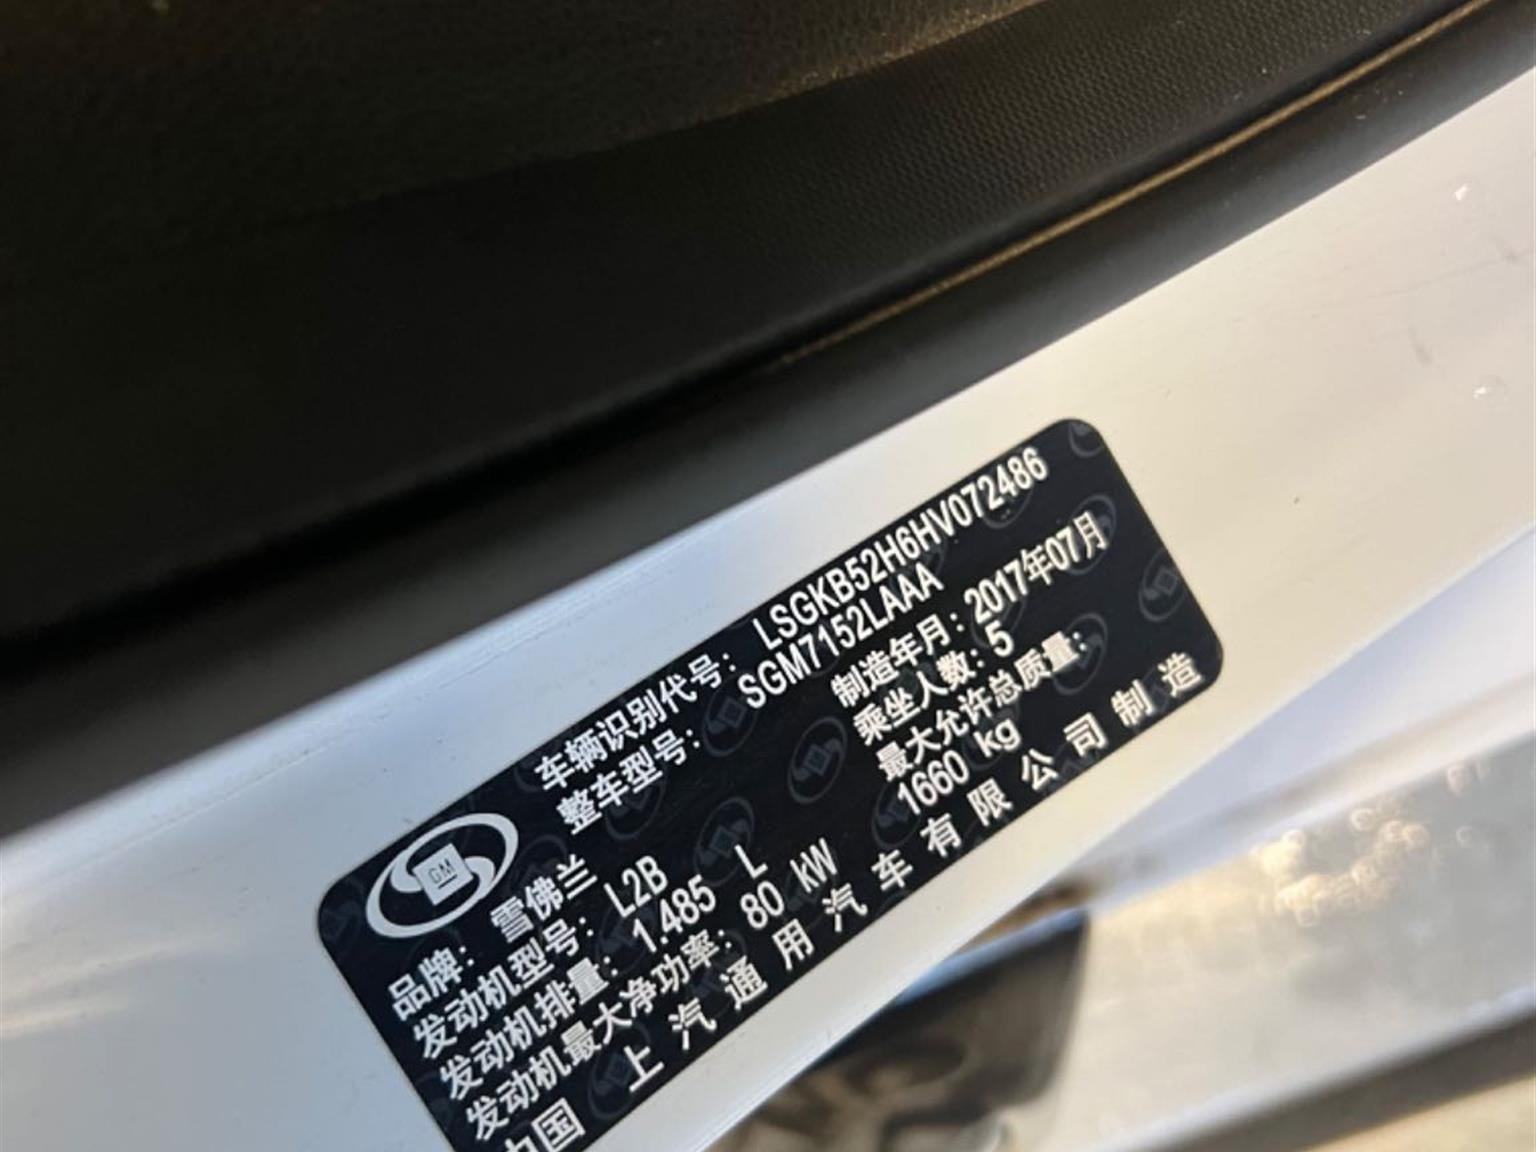 车辆识别代号: LSGKB52H6HV072486
整车型号: SGM7152LAAA
GM
品牌: 雪佛兰
制造年月: 2017年07月
发动机型号: L2B
乘坐人数: 5
发动机排量: 1.485 L
最大允许总质量:
1660 kg
发动机最大净功率: 80 kW
中国 上汽通用汽车有限公司制造